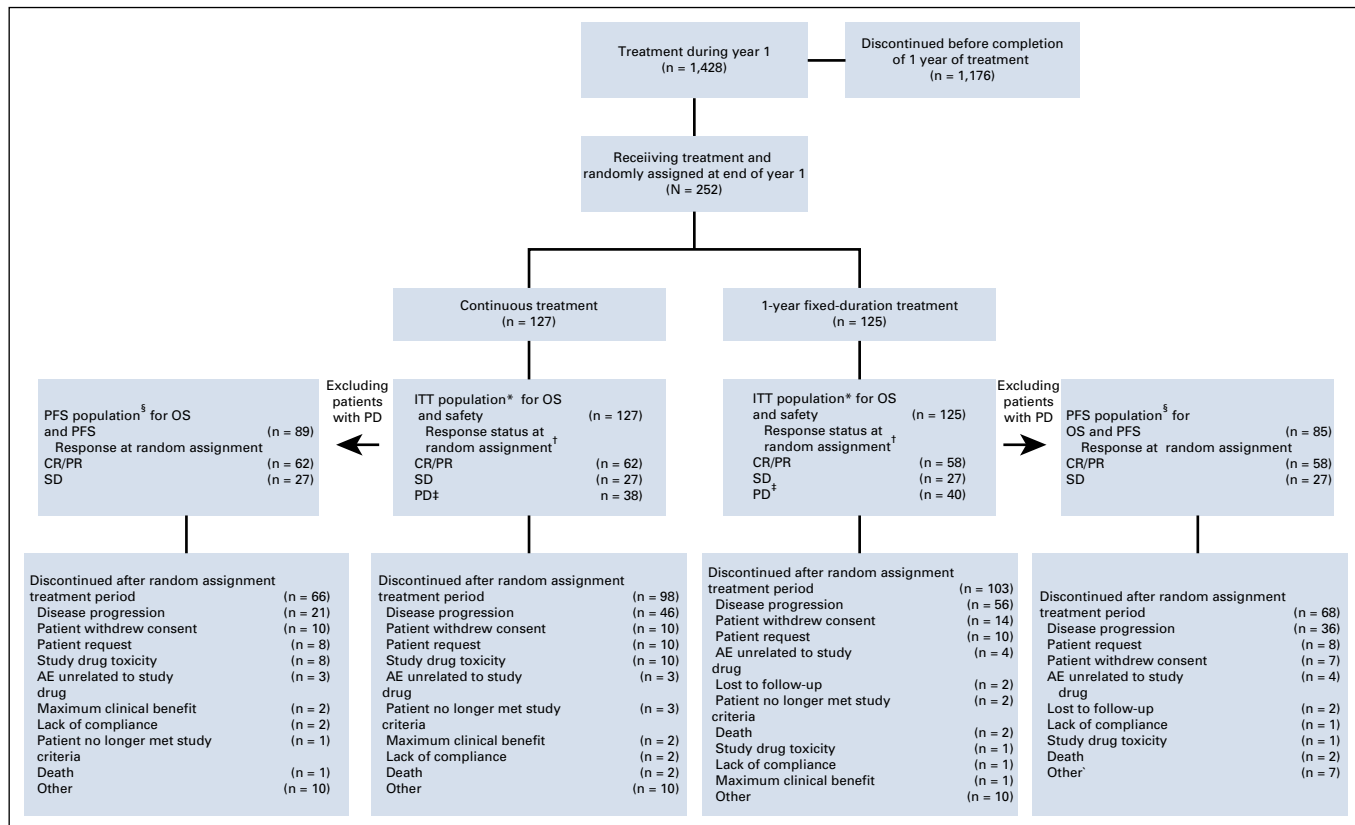 Treatment during year 1
(n = 1,428)
Discontinued before completion
of 1 year of treatment
(n = 1,176)
Receiiving treatment and
randomly assigned at end of year 1
(N = 252)
Continuous treatment
(n = 127)
1-year fixed-duration treatment
(n = 125)
PFS population§ for OS
and PFS (n = 89)
Response at random assignment
CR/PR (n = 62)
SD (n = 27)
Excluding
patients
with PD
ITT population* for OS
and safety (n = 127)
Response status at
random assignment†
CR/PR (n = 62)
SD (n = 27)
PD‡ n = 38)
ITT population* for OS
and safety (n = 125)
Response status at
random assignment†
CR/PR (n = 58)
SD (n = 27)
PD‡ (n = 40)
Excluding
patients
with PD
PFS population§ for
OS and PFS (n = 85)
Response at random assignment
CR/PR (n = 58)
SD (n = 27)
Discontinued after random assignment
treatment period (n = 66)
Disease progression (n = 21)
Patient withdrew consent (n = 10)
Patient request (n = 8)
Study drug toxicity (n = 8)
AE unrelated to study (n = 3)
drug
Maximum clinical benefit (n = 2)
Lack of compliance (n = 2)
Patient no longer met study (n = 1)
criteria
Death (n = 1)
Other (n = 10)
Discontinued after random assignment
treatment period (n = 98)
Disease progression (n = 46)
Patient withdrew consent (n = 10)
Patient request (n = 10)
Study drug toxicity (n = 10)
AE unrelated to study (n = 3)
drug
Patient no longer met study (n = 3)
criteria
Maximum clinical benefit (n = 2)
Lack of compliance (n = 2)
Death (n = 2)
Other (n = 10)
Discontinued after random assignment
treatment period (n = 103)
Disease progression (n = 56)
Patient withdrew consent (n = 14)
Patient request (n = 10)
AE unrelated to study (n = 4)
drug
Lost to follow-up (n = 2)
Patient no longer met study (n = 2)
criteria
Death (n = 2)
Study drug toxicity (n = 1)
Lack of compliance (n = 1)
Maximum clinical benefit (n = 1)
Other (n = 10)
Discontinued after random assignment
treatment period (n = 68)
Disease progression (n = 36)
Patient request (n = 8)
Patient withdrew consent (n = 7)
AE unrelated to study (n = 4)
drug
Lost to follow-up (n = 2)
Lack of compliance (n = 1)
Study drug toxicity (n = 1)
Death (n = 2)
Other` (n = 7)